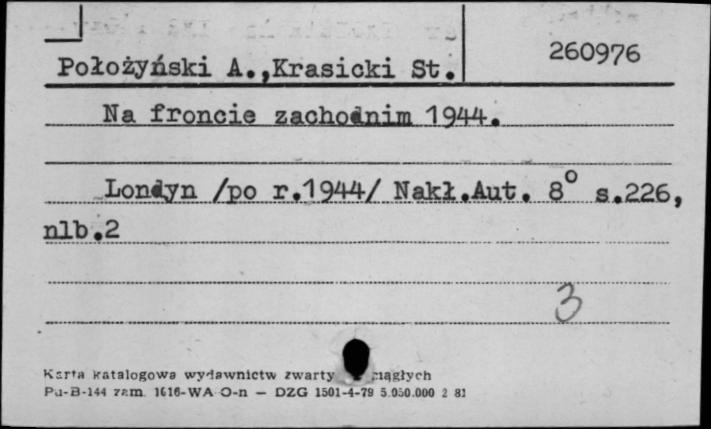 260976
Położyński A.,Krasicki St.
Na froncie zachodnim 1944.
Londyn /po r.1944/ Nakł.Aut. 8° s.226,
nlb.2
3
Karta katalogowa wydawnictw zwarty ciągłych
Pu-B-144 zam. 1616-WA O-n — DZG 1501-4-79 5.050.000 2 81